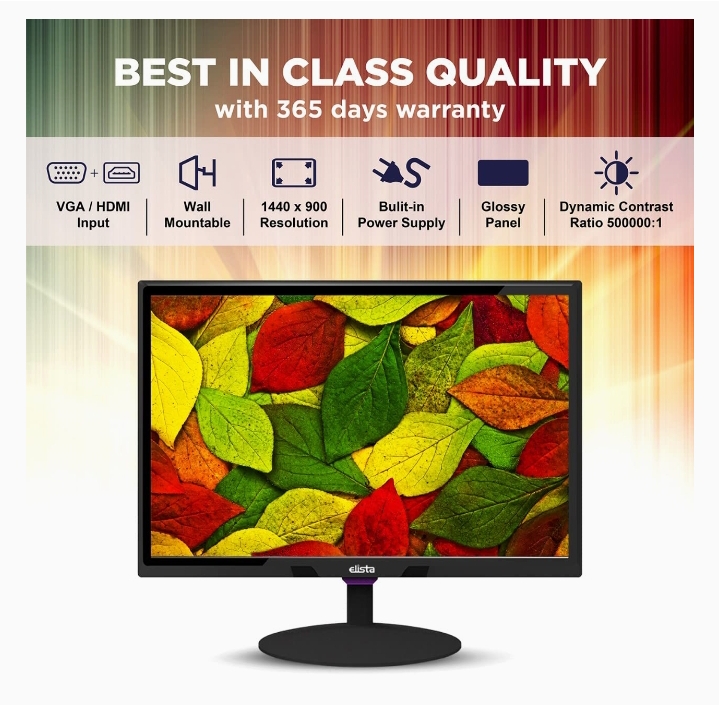 BEST IN CLASS QUALITY
with 365 days warranty
VGA / HDMI
Input
Wall
Mountable
1440 x 900
Resolution
Bulit-in
Power Supply
Glossy
Panel
Dynamic Contrast
Ratio 500000:1
elista